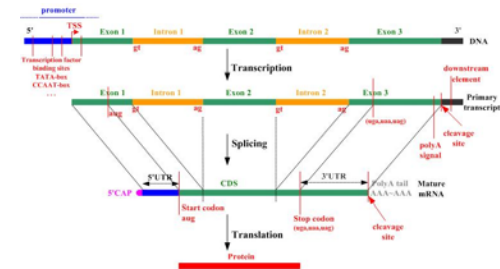 promoter
5' TSS Exon 1 Intron 1 Exon 2 Intron 2 Exon 3 3'
DNA
gt ag gt ag
Transcription factor
binding sites
TATA-box
CCAAT-box
...
Transcription
downstream
element
Exon 1 Intron 1 Exon 2 Intron 2 Exon 3
Primary
transcript
aug gt ag gt ag
(uga,uaa,uag)
polyA
signal
cleavage
site
Splicing
5'UTR CDS 3'UTR
5'CAP
PolyA tail
AAA~AAA
Mature
mRNA
Start codon
aug
Stop codon
(uga,uaa,uag)
cleavage
site
Translation
Protein